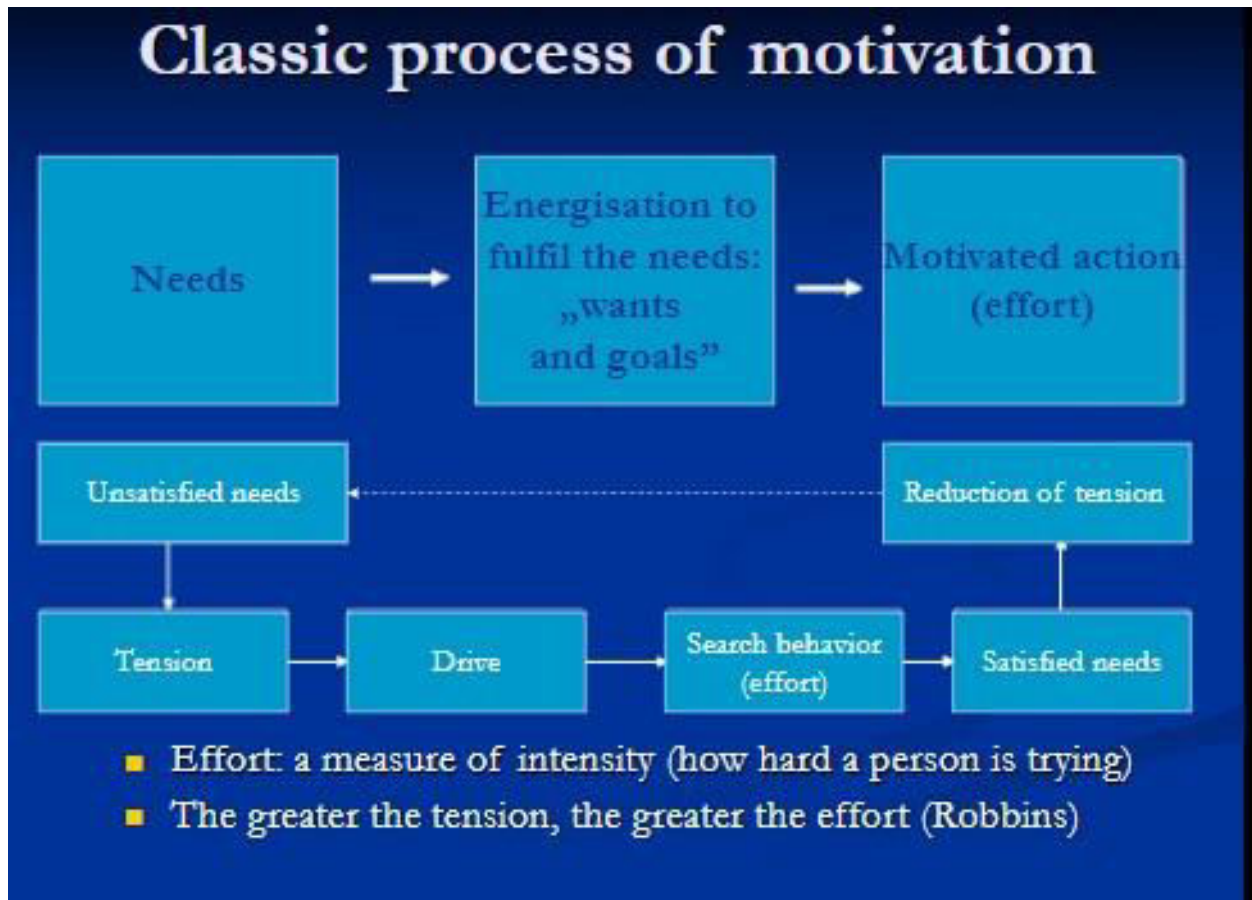 Classic process of motivation
Needs
Energisation to
fulfil the needs:
„wants
and goals”
Motivated action
(effort)
Unsatisfied needs
Reduction of tension
Tension
Drive
Search behavior
(effort)
Satisfied needs
Effort: a measure of intensity (how hard a person is trying)
The greater the tension, the greater the effort (Robbins)